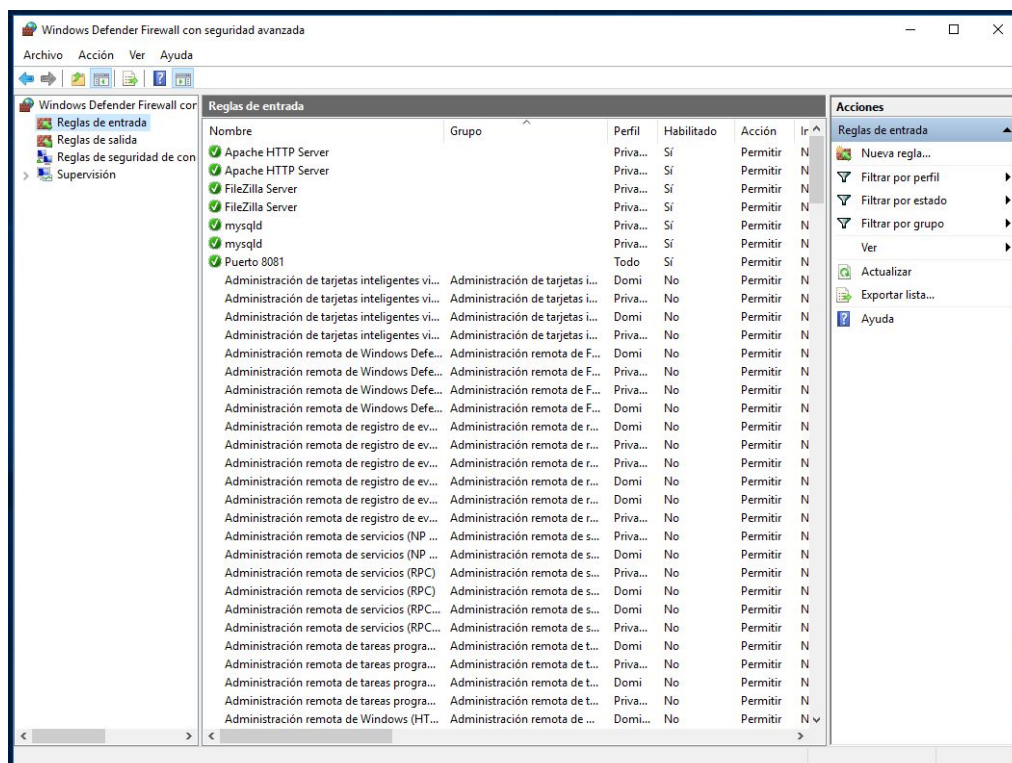 Windows Defender Firewall con seguridad avanzada
Archivo Acción Ver Ayuda
Windows Defender Firewall con
Reglas de entrada
Reglas de salida
Reglas de seguridad de con
Supervisión
Reglas de entrada
Nombre Grupo Perfil Habilitado Acción Ir
Apache HTTP Server Priva... Sí Permitir N
Apache HTTP Server Priva... Sí Permitir N
FileZilla Server Priva... Sí Permitir N
FileZilla Server Priva... Sí Permitir N
mysqld Priva... Sí Permitir N
mysqld Priva... Sí Permitir N
Puerto 8081 Todo Sí Permitir N
Administración de tarjetas inteligentes vi... Administración de tarjetas i... Domi No Permitir N
Administración de tarjetas inteligentes vi... Administración de tarjetas i... Priva... No Permitir N
Administración de tarjetas inteligentes vi... Administración de tarjetas i... Domi No Permitir N
Administración de tarjetas inteligentes vi... Administración de tarjetas i... Priva... No Permitir N
Administración remota de Windows Defe... Administración remota de F... Domi No Permitir N
Administración remota de Windows Defe... Administración remota de F... Priva... No Permitir N
Administración remota de Windows Defe... Administración remota de F... Priva... No Permitir N
Administración remota de Windows Defe... Administración remota de F... Domi No Permitir N
Administración remota de registro de ev... Administración remota de r... Domi No Permitir N
Administración remota de registro de ev... Administración remota de r... Priva... No Permitir N
Administración remota de registro de ev... Administración remota de r... Priva... No Permitir N
Administración remota de registro de ev... Administración remota de r... Domi No Permitir N
Administración remota de registro de ev... Administración remota de r... Domi No Permitir N
Administración remota de registro de ev... Administración remota de r... Priva... No Permitir N
Administración remota de servicios (NP ... Administración remota de s... Priva... No Permitir N
Administración remota de servicios (NP ... Administración remota de s... Domi No Permitir N
Administración remota de servicios (RPC) Administración remota de s... Priva... No Permitir N
Administración remota de servicios (RPC) Administración remota de s... Domi No Permitir N
Administración remota de servicios (RPC... Administración remota de s... Domi No Permitir N
Administración remota de servicios (RPC... Administración remota de s... Priva... No Permitir N
Administración remota de tareas progra... Administración remota de t... Domi No Permitir N
Administración remota de tareas progra... Administración remota de t... Priva... No Permitir N
Administración remota de tareas progra... Administración remota de t... Domi No Permitir N
Administración remota de tareas progra... Administración remota de t... Priva... No Permitir N
Administración remota de Windows (HT... Administración remota de ... Domi... No Permitir N
Acciones
Reglas de entrada
Nueva regla...
Filtrar por perfil
Filtrar por estado
Filtrar por grupo
Ver
Actualizar
Exportar lista...
Ayuda